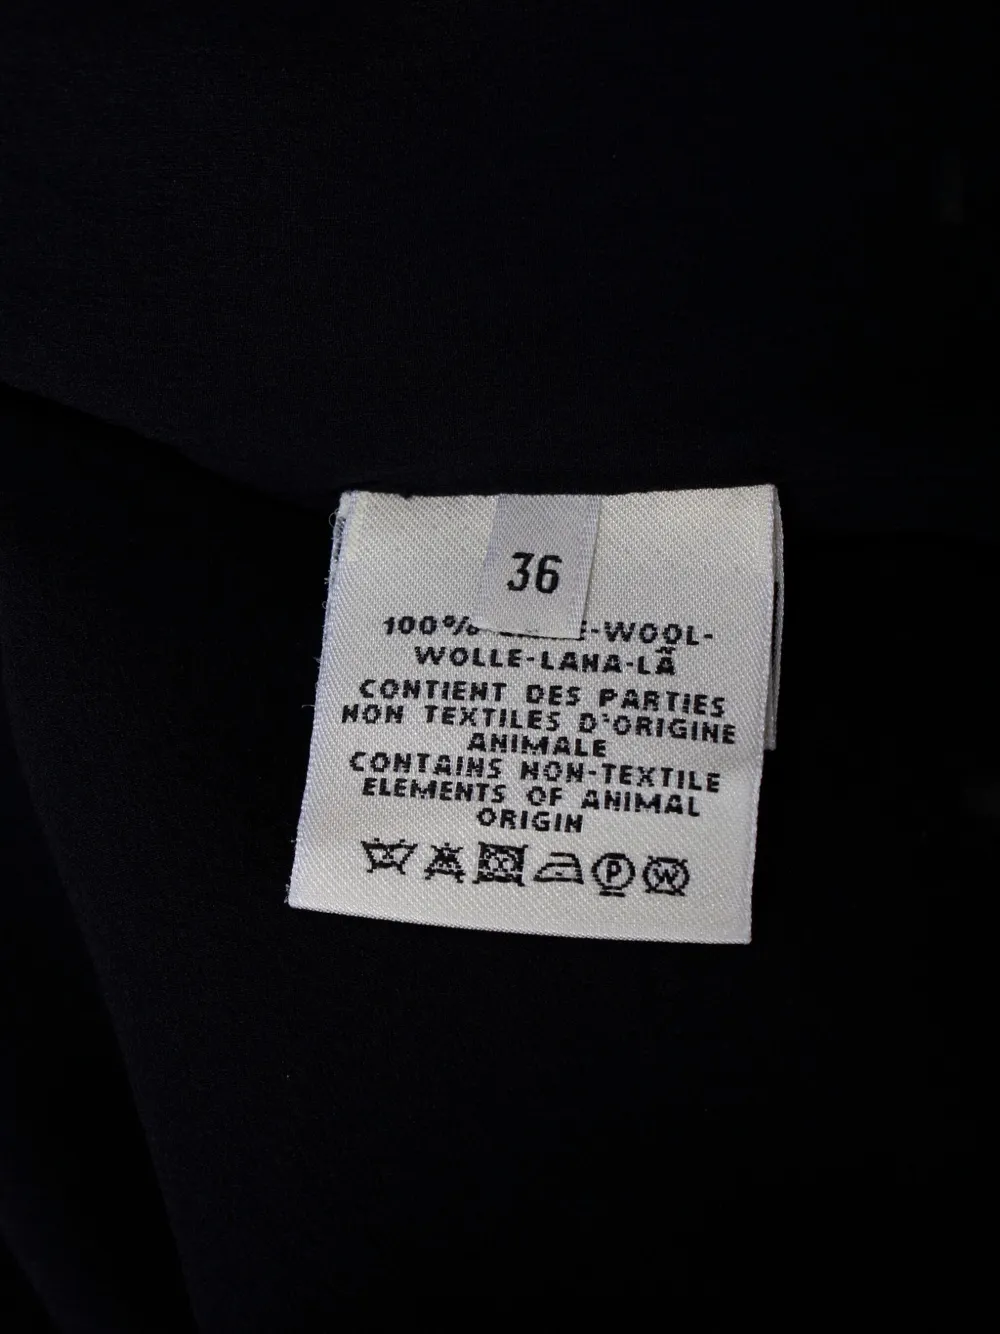 36
100% -WOOL-
WOLLE-LANA-LÃ
CONTIENT DES PARTIES
NON TEXTILES D'ORIGINE
ANIMALE
CONTAINS NON-TEXTILE
ELEMENTS OF ANIMAL
ORIGIN
P W